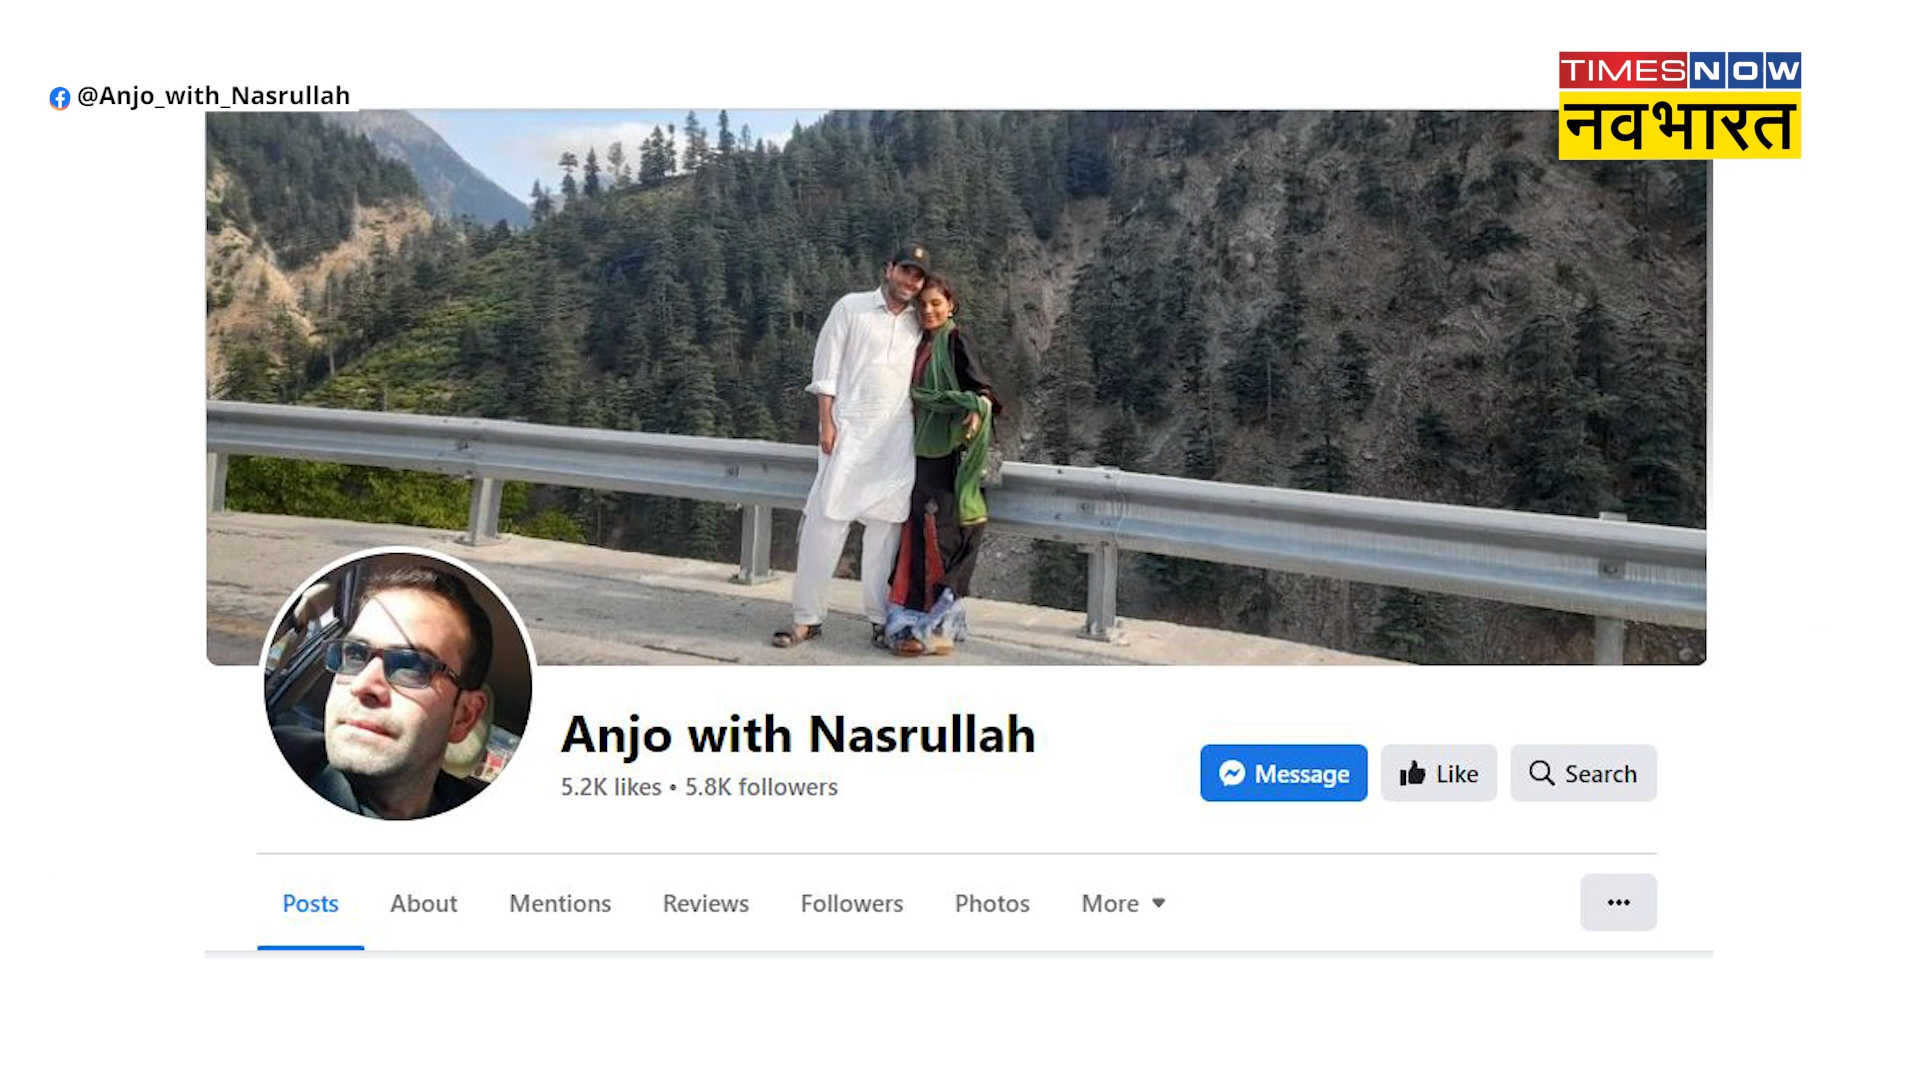 @Anjo_with_Nasrullah
TIMES NOW
नवभारत
Anjo with Nasrullah
5.2K likes • 5.8K followers
Message
Like
Search
Posts
About
Mentions
Reviews
Followers
Photos
More